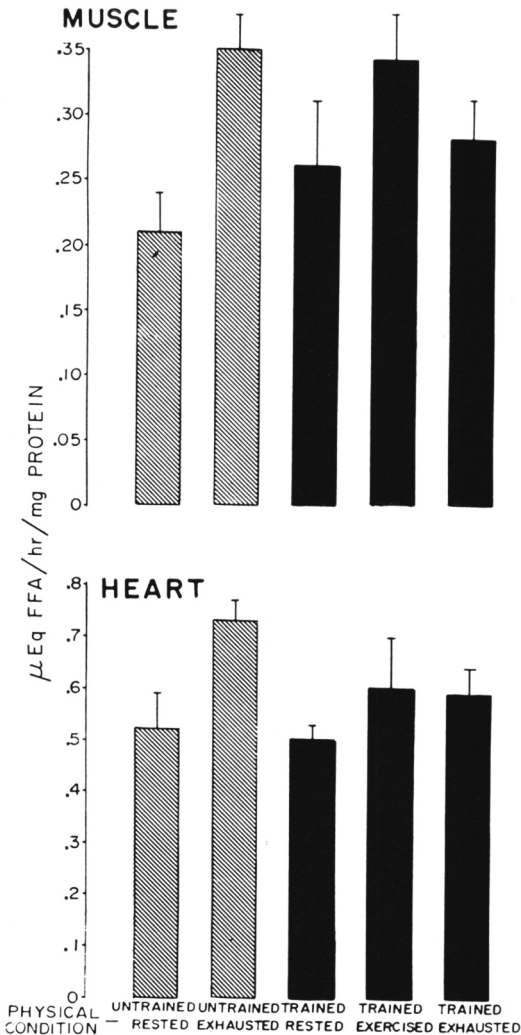 MUSCLE
.35
.30
.25
.20
.15
.10
.05
0
µEq FFA/hr/mg PROTEIN
HEART
.8
.7
.6
.5
.4
.3
.2
.1
0
PHYSICAL CONDITION –
UNTRAINED RESTED
UNTRAINED EXHAUSTED
TRAINED RESTED
TRAINED EXERCISED
TRAINED EXHAUSTED